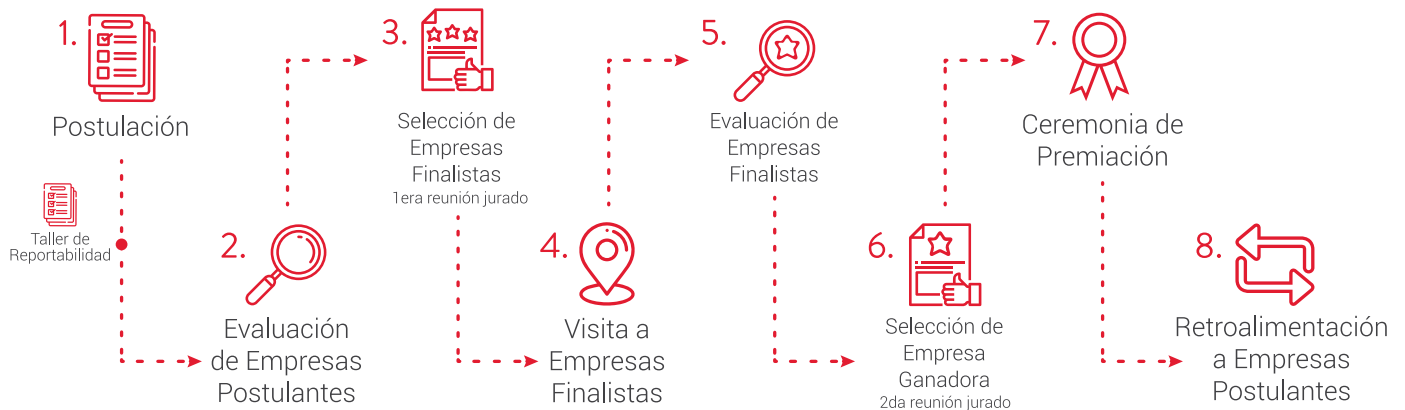 1.
Postulación
Taller de
Reportabilidad
2.
Evaluación
de Empresas
Postulantes
3.
Selección de
Empresas
Finalistas
1era reunión jurado
4.
Visita a
Empresas
Finalistas
5.
Evaluación de
Empresas
Finalistas
6.
Selección de
Empresa
Ganadora
2da reunión jurado
7.
Ceremonia de
Premiación
8.
Retroalimentación
a Empresas
Postulantes